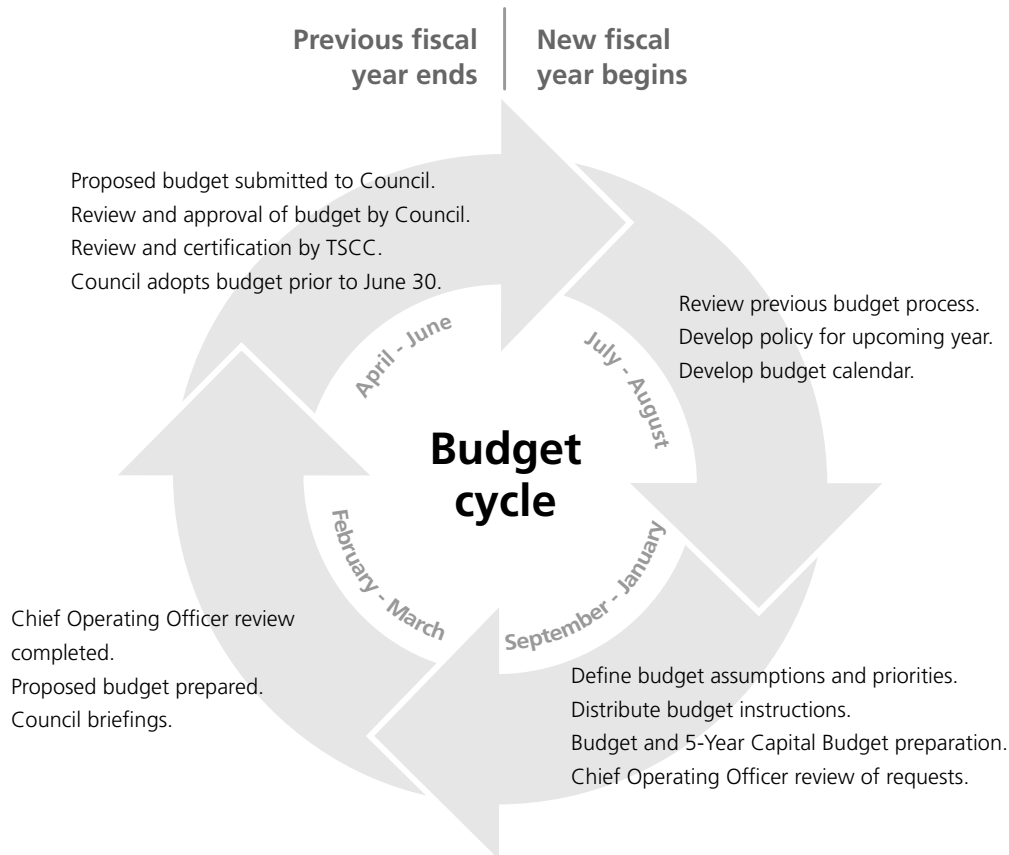 Previous fiscal
year ends
New fiscal
year begins
Proposed budget submitted to Council.
Review and approval of budget by Council.
Review and certification by TSCC.
Council adopts budget prior to June 30.
April - June
July - August
Review previous budget process.
Develop policy for upcoming year.
Develop budget calendar.
Budget
cycle
February - March
September - January
Chief Operating Officer review
completed.
Proposed budget prepared.
Council briefings.
Define budget assumptions and priorities.
Distribute budget instructions.
Budget and 5-Year Capital Budget preparation.
Chief Operating Officer review of requests.